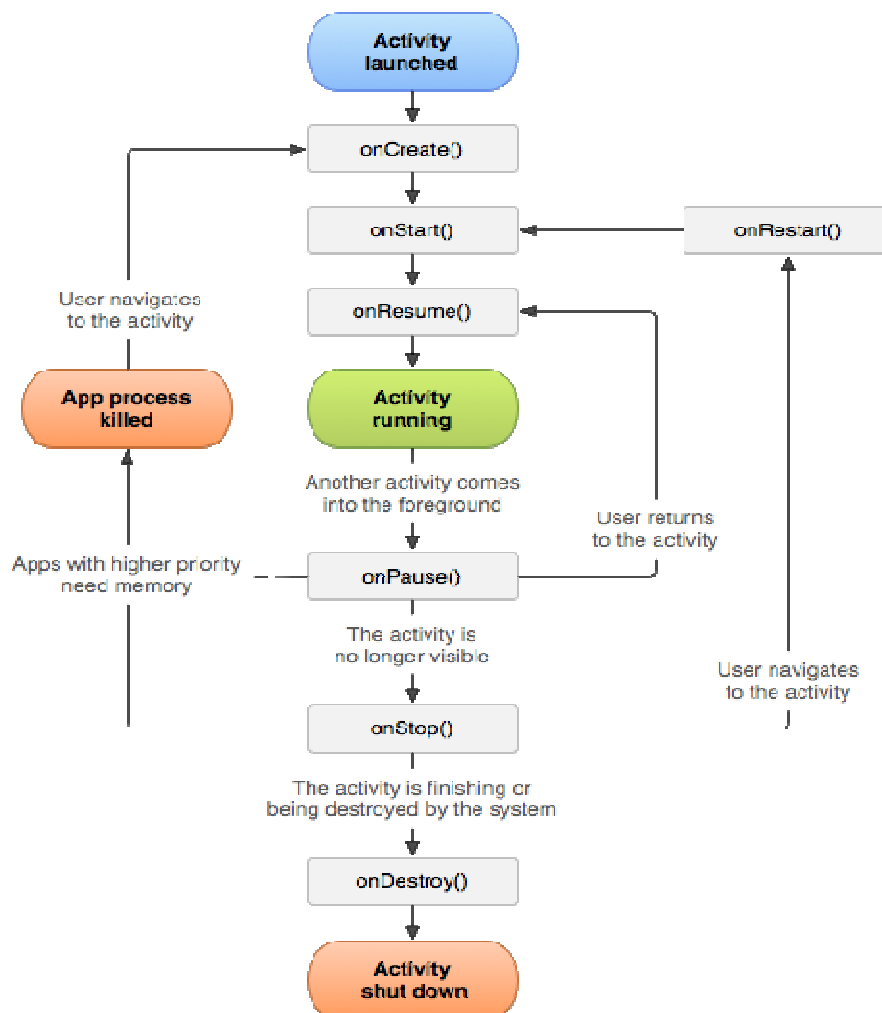 Activity
launched
onCreate()
onStart()
onRestart()
User navigates
to the activity
onResume()
App process
killed
Activity
running
Another activity comes
into the foreground
User returns
to the activity
Apps with higher priority
need memory
onPause()
The activity is
no longer visible
User navigates
to the activity
onStop()
The activity is finishing or
being destroyed by the system
onDestroy()
Activity
shut down